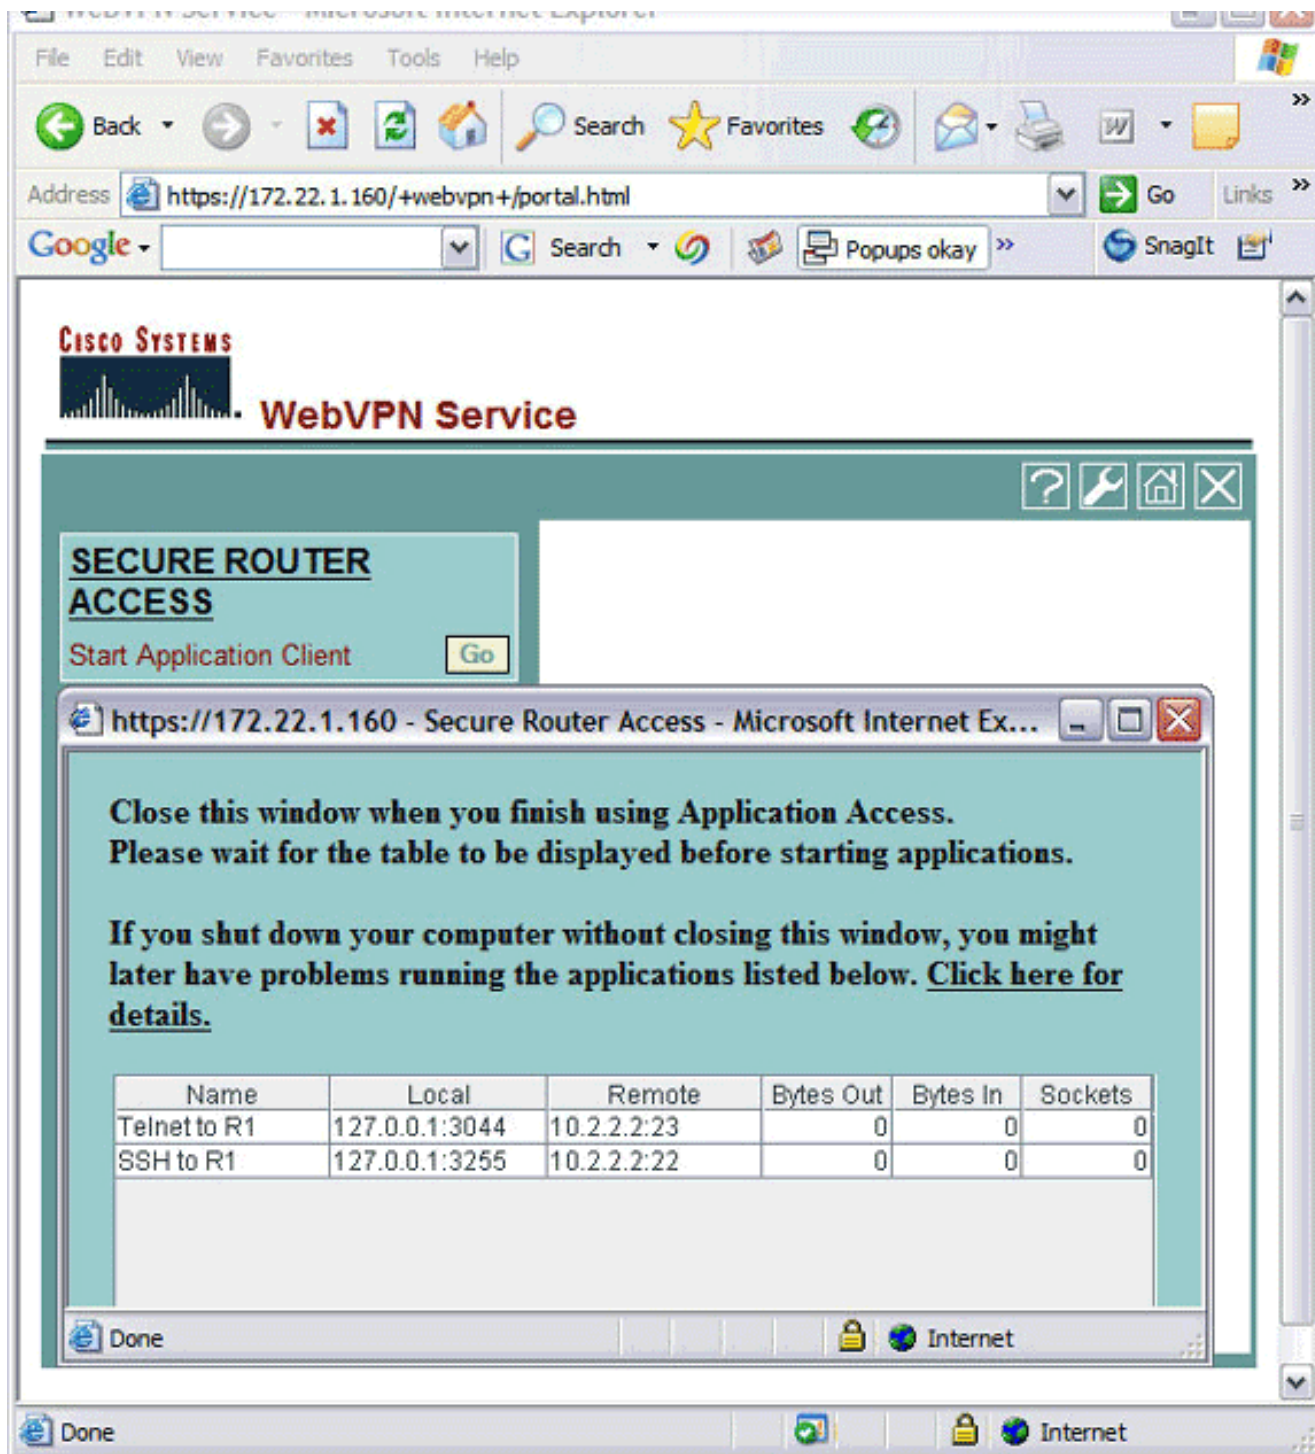 WebVPN Service - Microsoft Internet Explorer
File Edit View Favorites Tools Help
Back Search Favorites W »
Address https://172.22.1.160/+webvpn+/portal.html Go Links »
Google G Search Popups okay » SnagIt
CISCO SYSTEMS
WebVPN Service
?
SECURE ROUTER
ACCESS
Start Application Client Go
https://172.22.1.160 - Secure Router Access - Microsoft Internet Ex...
Close this window when you finish using Application Access.
Please wait for the table to be displayed before starting applications.
If you shut down your computer without closing this window, you might
later have problems running the applications listed below. Click here for
details.
Name Local Remote Bytes Out Bytes In Sockets
Telnet to R1 127.0.0.1:3044 10.2.2.2:23 0 0 0
SSH to R1 127.0.0.1:3255 10.2.2.2:22 0 0 0
Done Internet
Done Internet